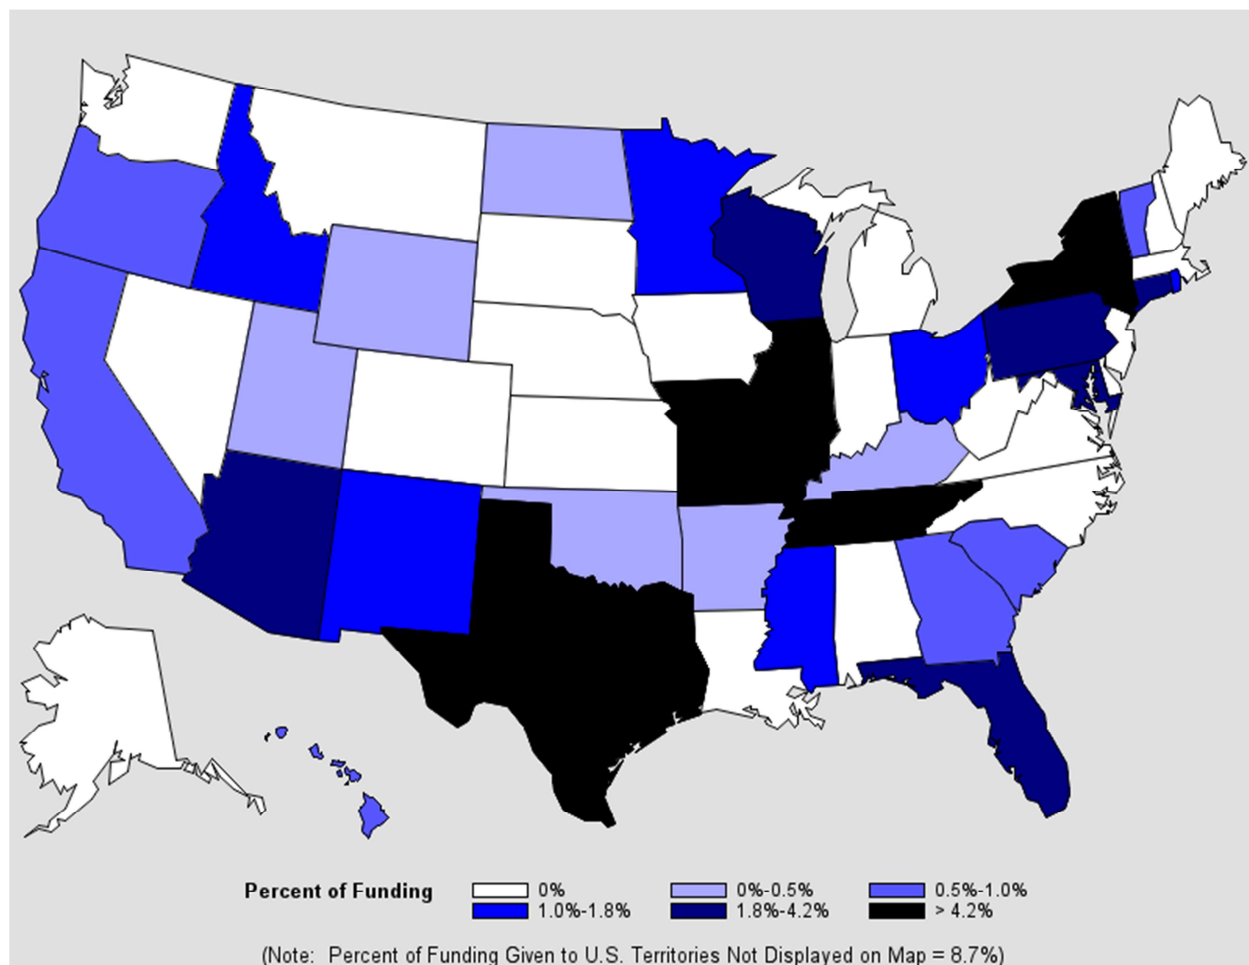 Percent of Funding 0% 0%-0.5% 0.5%-1.0%
1.0%-1.8% 1.8%-4.2% > 4.2%
(Note: Percent of Funding Given to U.S. Territories Not Displayed on Map = 8.7%)